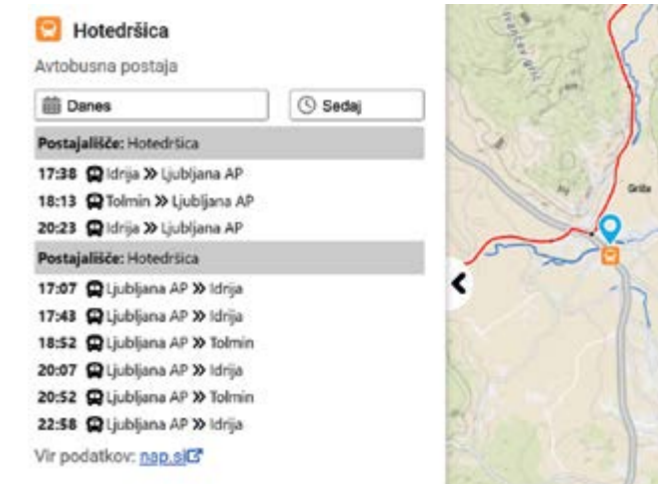 Hotedršica
Avtobusna postaja
Danes
Sedaj
Postajališče: Hotedršica
17:38 Idrija » Ljubljana AP
18:13 Tolmin » Ljubljana AP
20:23 Idrija » Ljubljana AP
Postajališče: Hotedršica
17:07 Ljubljana AP » Idrija
17:43 Ljubljana AP » Idrija
18:52 Ljubljana AP » Tolmin
20:07 Ljubljana AP » Idrija
20:52 Ljubljana AP » Tolmin
22:58 Ljubljana AP » Idrija
Vir podatkov: nap.si